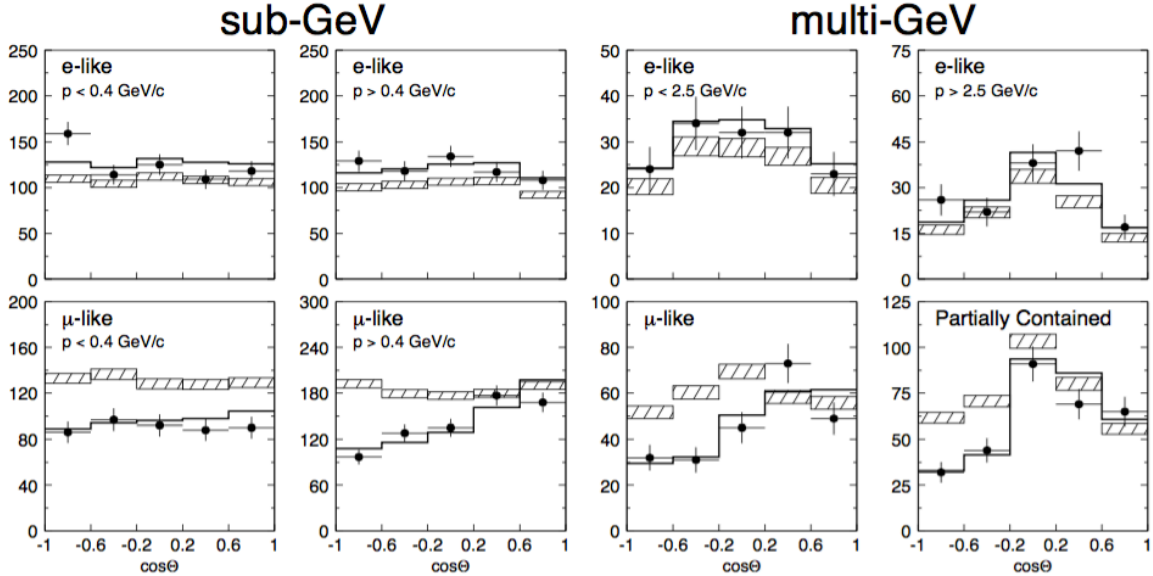 sub-GeV
multi-GeV
250
200
150
100
50
0
e-like
p < 0.4 GeV/c
250
200
150
100
50
0
e-like
p > 0.4 GeV/c
50
40
30
20
10
0
e-like
p < 2.5 GeV/c
75
60
45
30
15
0
e-like
p > 2.5 GeV/c
200
160
120
80
40
0
μ-like
p < 0.4 GeV/c
-1 -0.6 -0.2 0.2 0.6 1
cosΘ
300
240
180
120
60
0
μ-like
p > 0.4 GeV/c
-1 -0.6 -0.2 0.2 0.6 1
cosΘ
100
80
60
40
20
0
μ-like
-1 -0.6 -0.2 0.2 0.6 1
cosΘ
125
100
75
50
25
0
Partially Contained
-1 -0.6 -0.2 0.2 0.6 1
cosΘ